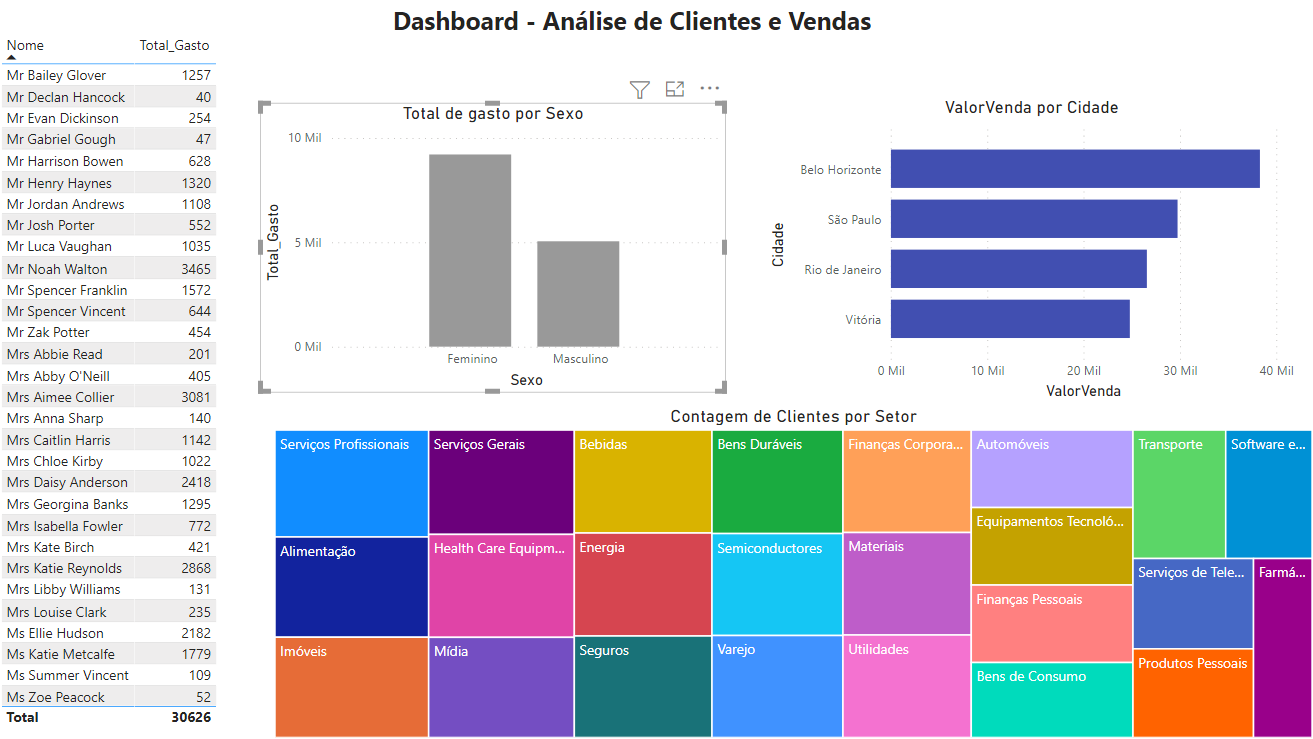 Dashboard - Análise de Clientes e Vendas
Nome Total_Gasto
Mr Bailey Glover 1257
Mr Declan Hancock 40
Mr Evan Dickinson 254
Mr Gabriel Gough 47
Mr Harrison Bowen 628
Mr Henry Haynes 1320
Mr Jordan Andrews 1108
Mr Josh Porter 552
Mr Luca Vaughan 1035
Mr Noah Walton 3465
Mr Spencer Franklin 1572
Mr Spencer Vincent 644
Mr Zak Potter 454
Mrs Abbie Read 201
Mrs Abby O'Neill 405
Mrs Aimee Collier 3081
Mrs Anna Sharp 140
Mrs Caitlin Harris 1142
Mrs Chloe Kirby 1022
Mrs Daisy Anderson 2418
Mrs Georgina Banks 1295
Mrs Isabella Fowler 772
Mrs Kate Birch 421
Mrs Katie Reynolds 2868
Mrs Libby Williams 131
Mrs Louise Clark 235
Ms Ellie Hudson 2182
Ms Katie Metcalfe 1779
Ms Summer Vincent 109
Ms Zoe Peacock 52
Total 30626
Total de gasto por Sexo
Total_Gasto
10 Mil
5 Mil
0 Mil
Feminino Masculino
Sexo
ValorVenda por Cidade
Cidade
Belo Horizonte
São Paulo
Rio de Janeiro
Vitória
0 Mil 10 Mil 20 Mil 30 Mil 40 Mil
ValorVenda
Contagem de Clientes por Setor
Serviços Profissionais
Alimentação
Imóveis
Serviços Gerais
Health Care Equipm...
Mídia
Bebidas
Energia
Seguros
Bens Duráveis
Semiconductores
Varejo
Finanças Corpora...
Materiais
Utilidades
Automóveis
Equipamentos Tecnoló...
Finanças Pessoais
Bens de Consumo
Transporte
Software e...
Serviços de Tele...
Produtos Pessoais
Farmá...